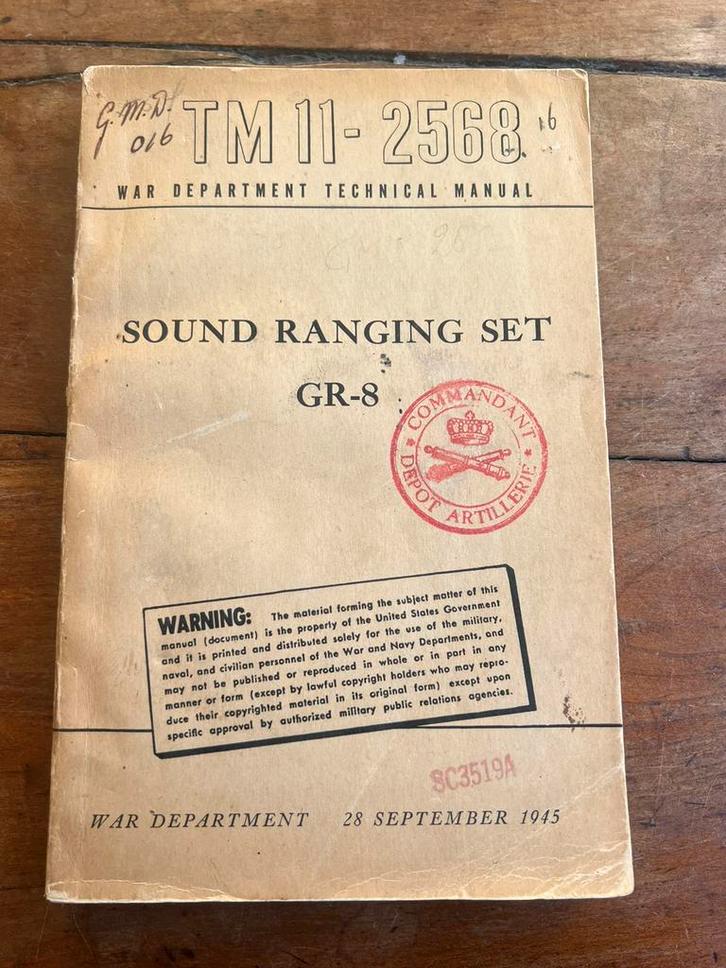 G.M.D.
016
TM 11- 2568
16
WAR DEPARTMENT TECHNICAL MANUAL
SOUND RANGING SET
GR-8
COMMANDANT
DEPOT ARTILLERIE
WARNING: The material forming the subject matter of this
manual (document) is the property of the United States Government
and it is printed and distributed solely for the use of the military,
naval, and civilian personnel of the War and Navy Departments, and
may not be published or reproduced in whole or in part in any
manner or form (except by lawful copyright holders who may repro-
duce their copyrighted material in its original form) except upon
specific approval by authorized military public relations agencies.
SC3519A
WAR DEPARTMENT 28 SEPTEMBER 1945